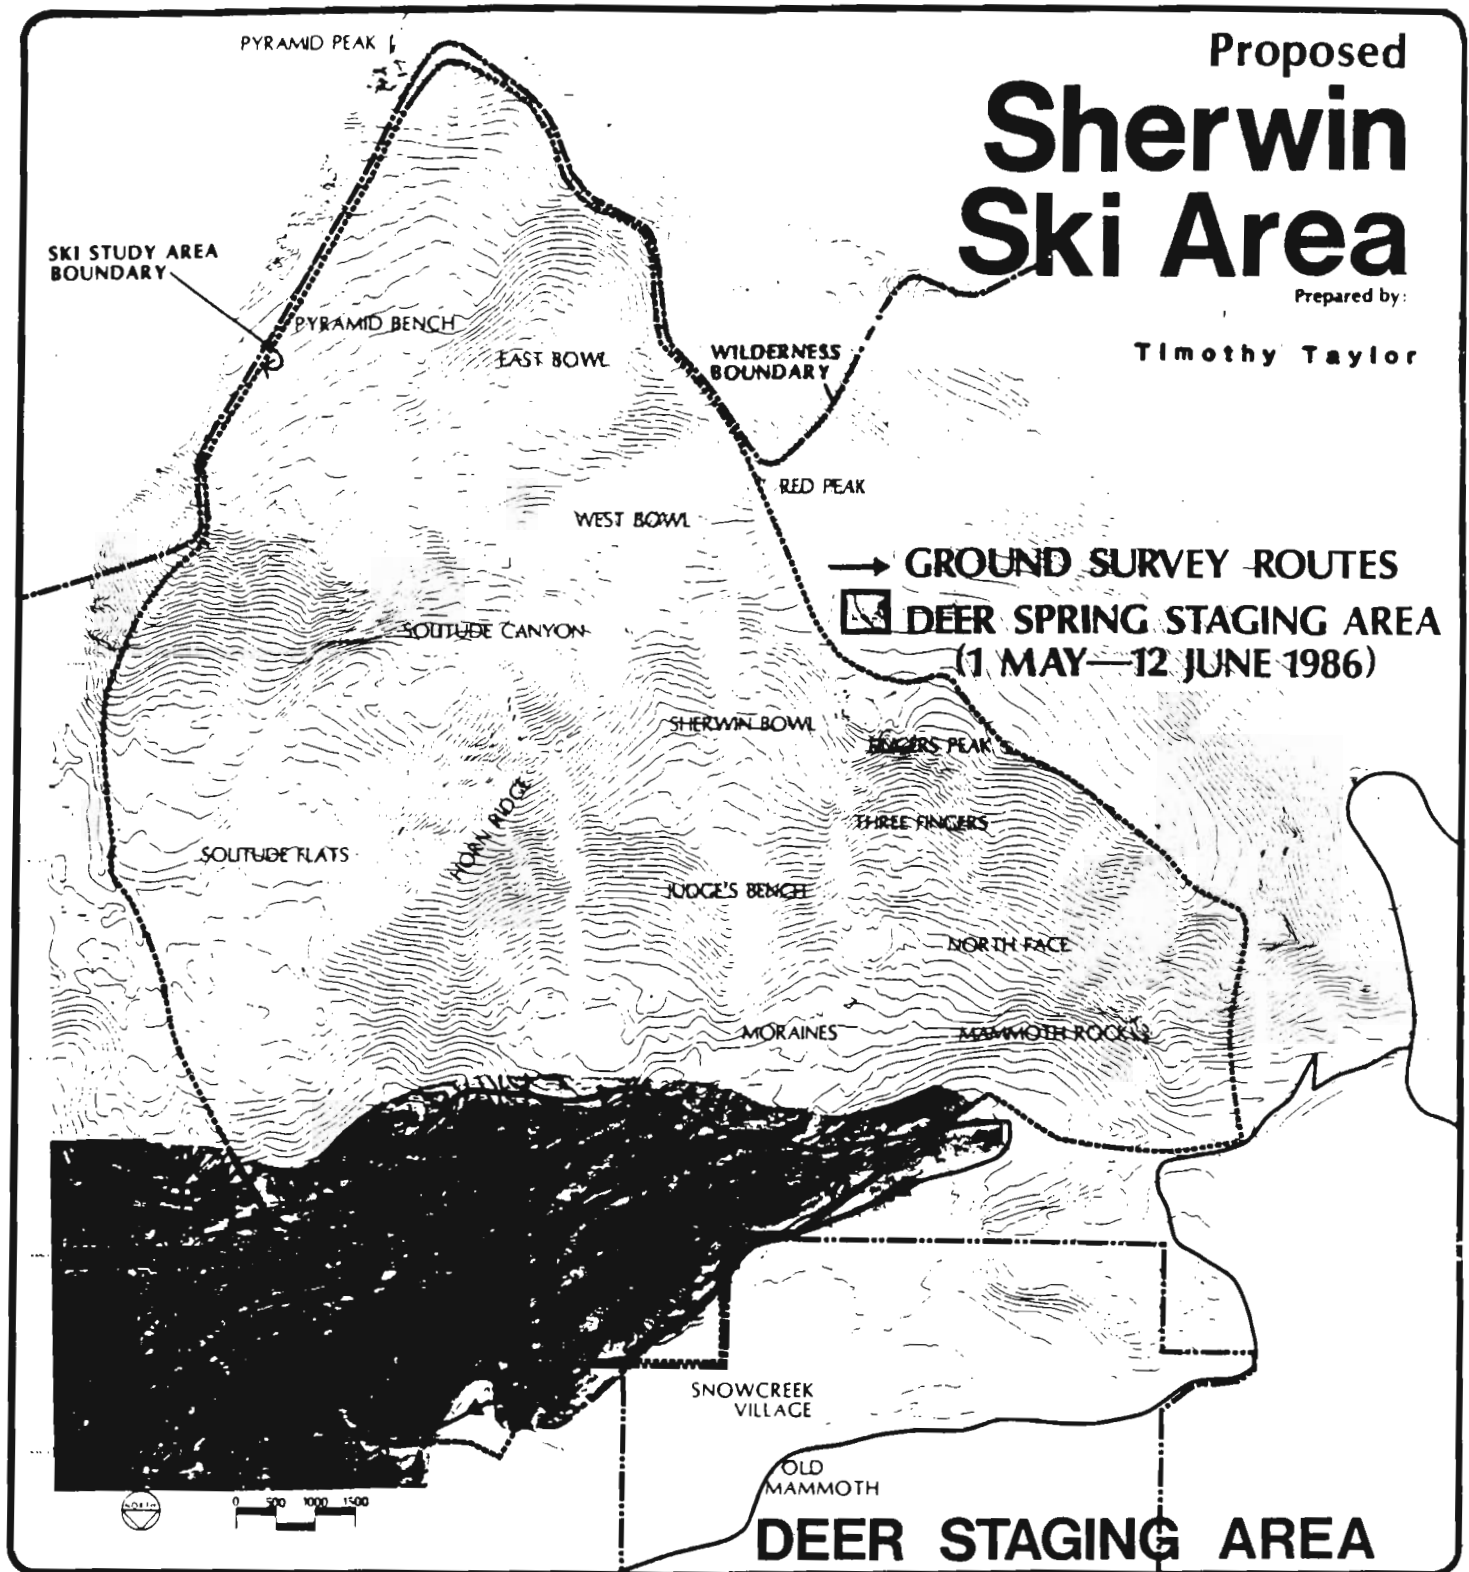 PYRAMID PEAK
Proposed
Sherwin
Ski Area
Prepared by:
Timothy Taylor
SKI STUDY AREA
BOUNDARY
PYRAMID BENCH
EAST BOWL
WILDERNESS
BOUNDARY
RED PEAK
WEST BOWL
GROUND SURVEY ROUTES
DEER SPRING STAGING AREA
(1 MAY—12 JUNE 1986)
SOLITUDE CANYON
SHERWIN BOWL
FINGERS PEAK
HORN RIDGE
THREE FINGERS
SOLITUDE FLATS
JUDGE'S BENCH
NORTH FACE
MORAINES
MAMMOTH ROCKS
SNOWCREEK
VILLAGE
OLD
MAMMOTH
NORTH
0 500 1000 1500
DEER STAGING AREA